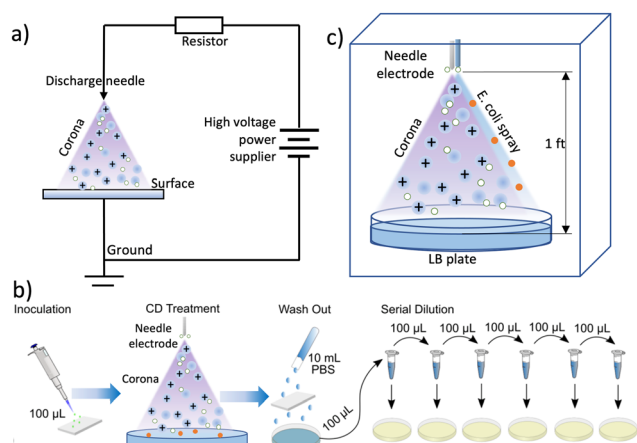 a)
Resistor
Discharge needle
Corona
High voltage
power
supplier
Surface
Ground
c)
Needle
electrode
E. coli spray
Corona
1 ft
LB plate
b)
Inoculation
CD Treatment
Wash Out
Serial Dilution
Needle
electrode
Corona
100 µL
10 mL
PBS
100 µL
100 µL
100 µL
100 µL
100 µL
100 µL